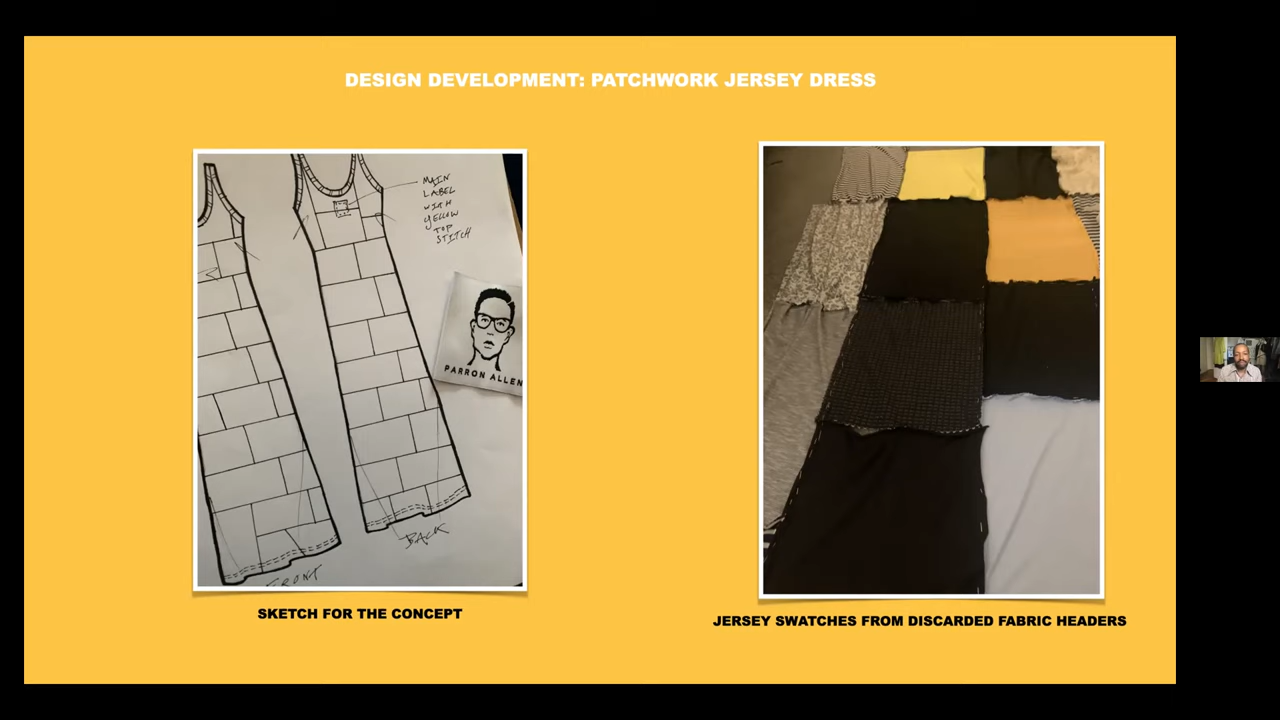 DESIGN DEVELOPMENT: PATCHWORK JERSEY DRESS
MAIN
LABEL
WITH
YELLOW
TOP
STITCH
PARRON ALLEN
BACK
FRONT
SKETCH FOR THE CONCEPT
JERSEY SWATCHES FROM DISCARDED FABRIC HEADERS